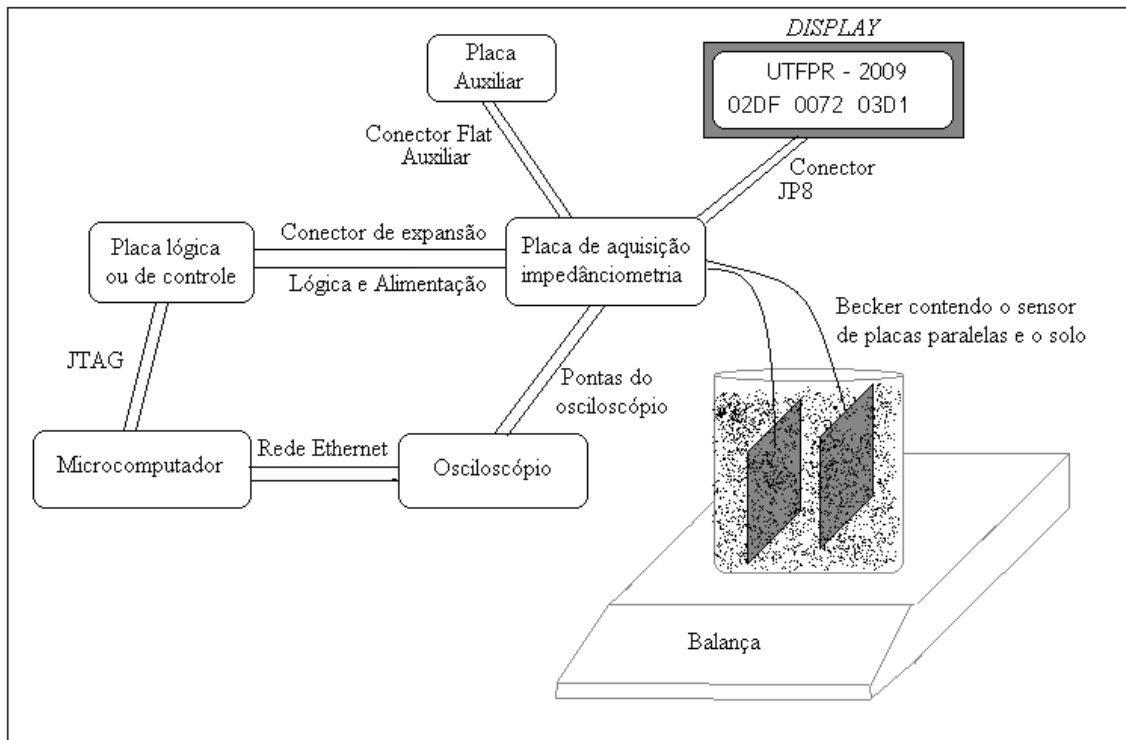 DISPLAY
UTFPR - 2009
02DF 0072 03D1
Placa
Auxiliar
Conector Flat
Auxiliar
Conector
JP8
Placa lógica
ou de controle
Conector de expansão
Lógica e Alimentação
Placa de aquisição
impedânciometria
Becker contendo o sensor
de placas paralelas e o solo
JTAG
Pontas do
osciloscópio
Microcomputador
Rede Ethernet
Osciloscópio
Balança